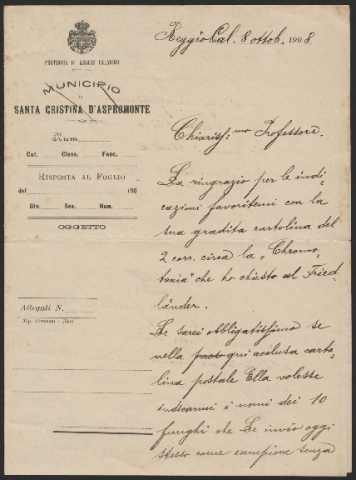 PROVINCIA DI REGGIO CALABRIA
MUNICIPIO
DI
SANTA CRISTINA D'ASPROMONTE
Num.
Cat. Classe. Fasc.
RISPOSTA AL FOGLIO
del 190
Div. Sez. Num.
OGGETTO
Allegati N.
Reggio Cal. 8 ottob. 1908.
Chiariss.mo Professore.
La ringrazio per le indi-
cazioni favoritemi con la
sua gradita cartolina del
2 corr. circa la „Chromo-
taxia" che ho chiesto al Fried-
länder.
Le sarei obbligatissimo se
nella qui acclusa carto-
lina postale Ella volesse
indicarmi i nomi dei 10
funghi che Le invio oggi
stesso come campione senza